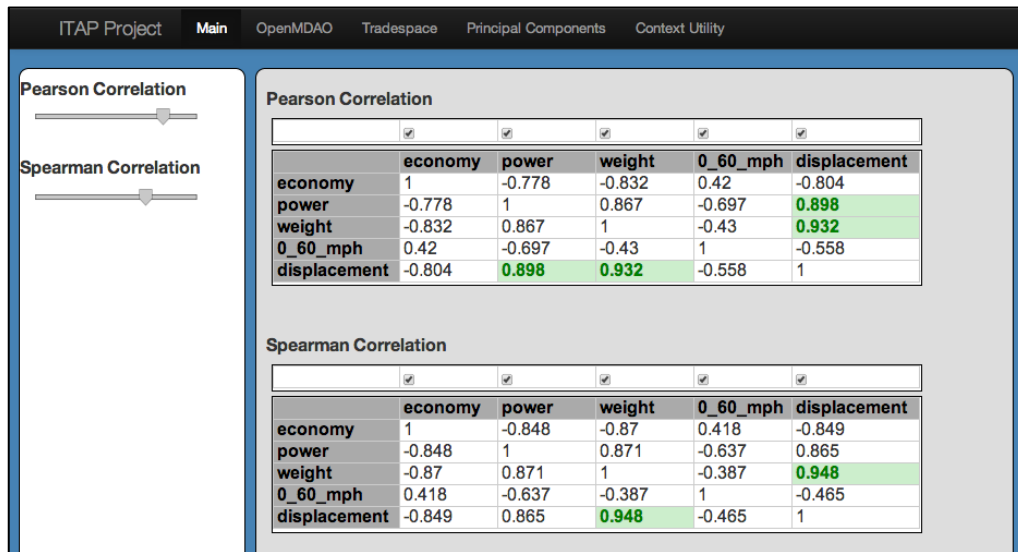 ITAP Project Main OpenMDAO Tradespace Principal Components Context Utility
Pearson Correlation
Spearman Correlation
Pearson Correlation
economy power weight 0_60_mph displacement
economy 1 -0.778 -0.832 0.42 -0.804
power -0.778 1 0.867 -0.697 0.898
weight -0.832 0.867 1 -0.43 0.932
0_60_mph 0.42 -0.697 -0.43 1 -0.558
displacement -0.804 0.898 0.932 -0.558 1
Spearman Correlation
economy power weight 0_60_mph displacement
economy 1 -0.848 -0.87 0.418 -0.849
power -0.848 1 0.871 -0.637 0.865
weight -0.87 0.871 1 -0.387 0.948
0_60_mph 0.418 -0.637 -0.387 1 -0.465
displacement -0.849 0.865 0.948 -0.465 1